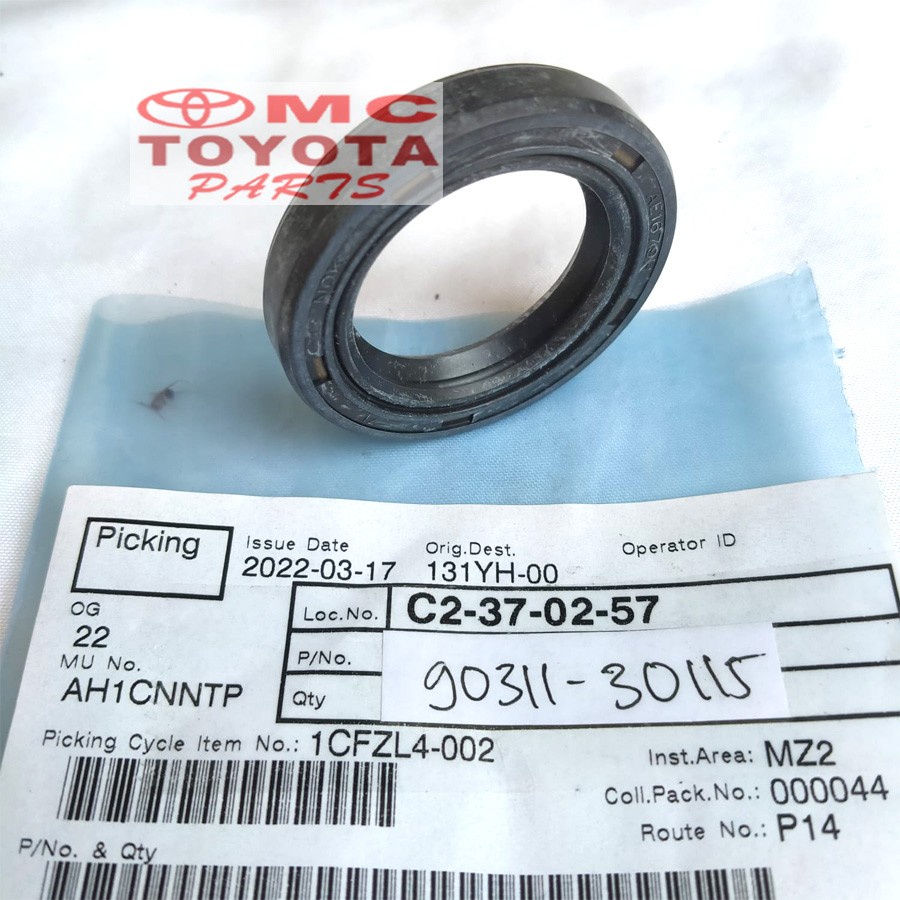 MC
TOYOTA
PARTS
NOK
AE1670N
Picking
Issue Date
2022-03-17
Orig.Dest.
131YH-00
Operator ID
OG
22
Loc.No. C2-37-02-57
MU No.
AH1CNNTP
P/No. 90311-30115
Qty
Picking Cycle Item No.: 1CFZL4-002
Inst.Area: MZ2
Coll.Pack.No.: 000044
Route No.: P14
P/No. & Qty